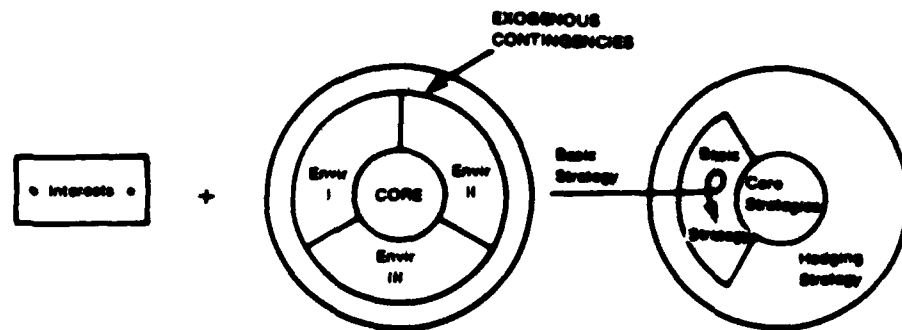 EXOGENOUS
CONTINGENCIES
• Interests •
+
Envir
I
CORE
Envir
II
Envir
III
Basic
Strategy
Basic
Strategy
Core
Strategies
Hedging
Strategy